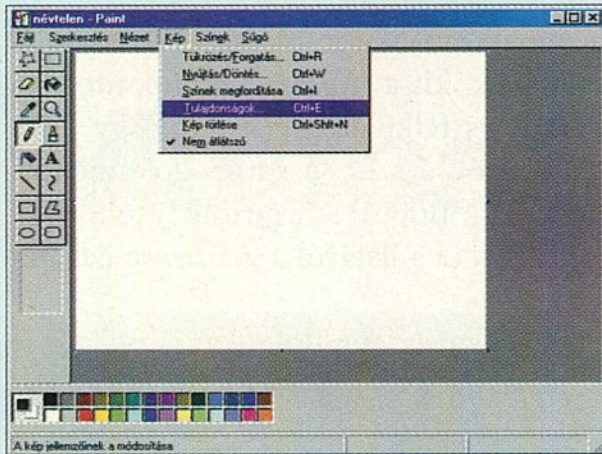 névtelen - Paint
Fájl Szerkesztés Nézet Kép Színek Súgó
Tükrözés/Forgatás... Ctrl+R
Nyújtás/Döntés... Ctrl+W
Színek megfordítása Ctrl+I
Tulajdonságok... Ctrl+E
Kép törlése Ctrl+Shft+N
✓ Nem átlátszó
A
A kép jellemzőinek a módosítása